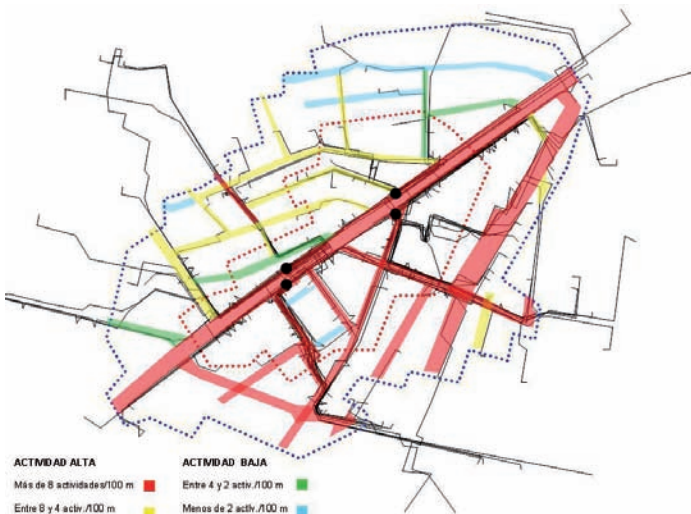 ACTIVIDAD ALTA
Más de 8 actividades/100 m
Entre 8 y 4 activ./100 m
ACTIVIDAD BAJA
Entre 4 y 2 activ./100 m
Menos de 2 activ./100 m